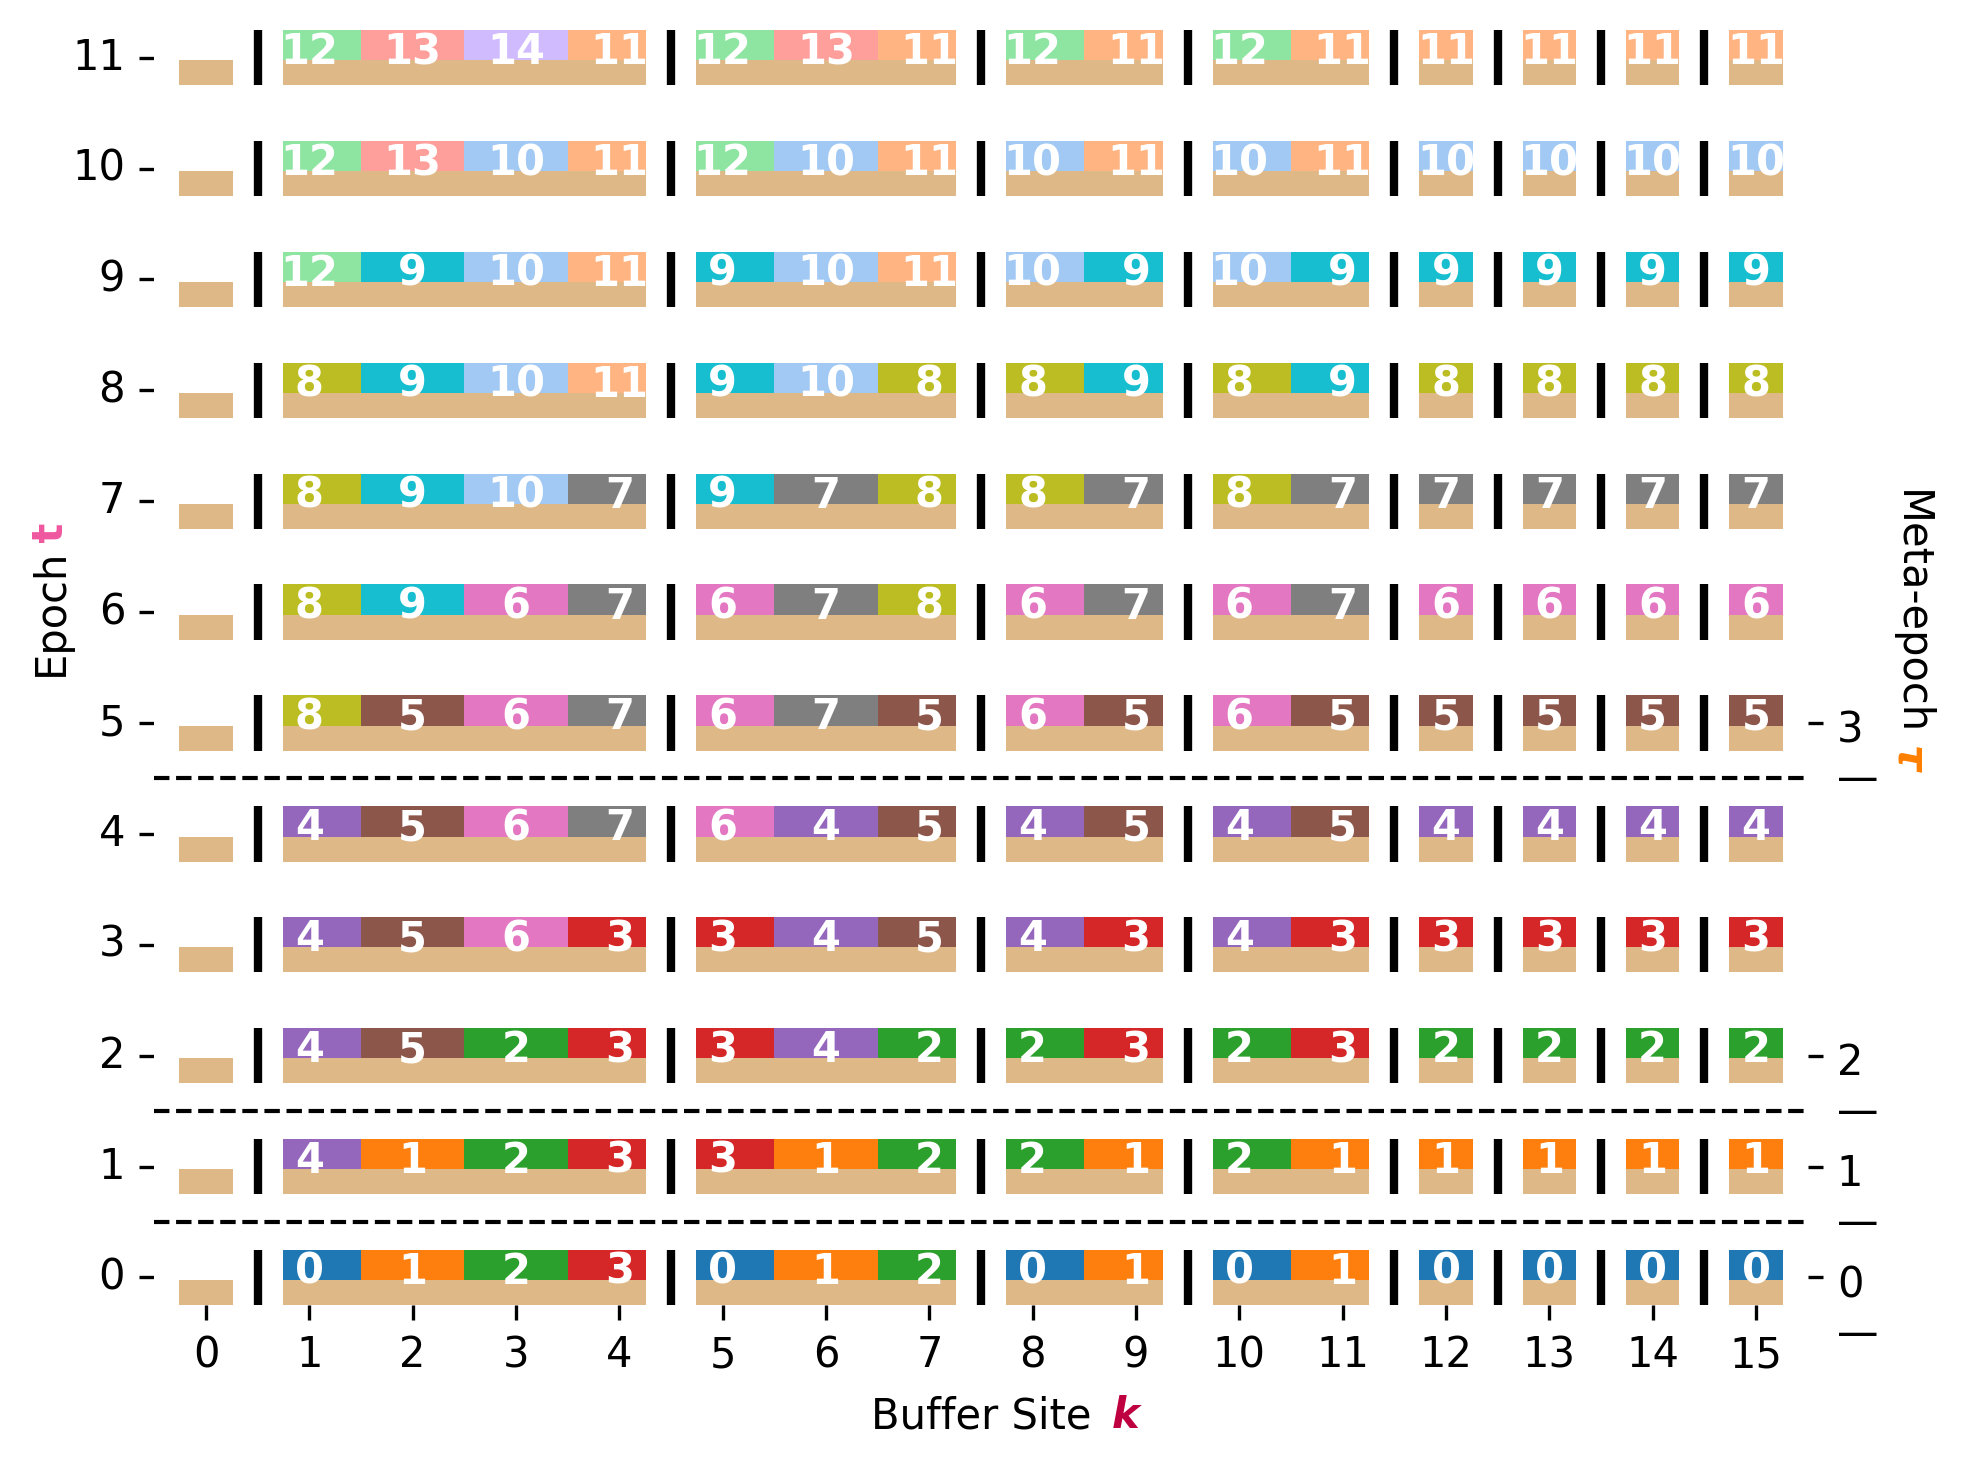 11 12 13 14 11 12 13 11 12 11 12 11 11 11 11 11
10 12 13 10 11 12 10 11 10 11 10 11 10 10 10 10
9 12 9 10 11 9 10 11 10 9 10 9 9 9 9 9
8 8 9 10 11 9 10 8 8 9 8 9 8 8 8 8
7 8 9 10 7 9 7 8 8 7 8 7 7 7 7 7
6 8 9 6 7 6 7 8 6 7 6 7 6 6 6 6
5 8 5 6 7 6 7 5 6 5 6 5 5 5 5 5 3
4 4 5 6 7 6 4 5 4 5 4 5 4 4 4 4
3 4 5 6 3 3 4 5 4 3 4 3 3 3 3 3
2 4 5 2 3 3 4 2 2 3 2 3 2 2 2 2 2
1 4 1 2 3 3 1 2 2 1 2 1 1 1 1 1 1
0 0 1 2 3 0 1 2 0 1 0 1 0 0 0 0 0
0 1 2 3 4 5 6 7 8 9 10 11 12 13 14 15
Buffer Site k
Epoch t
Meta-epoch τ